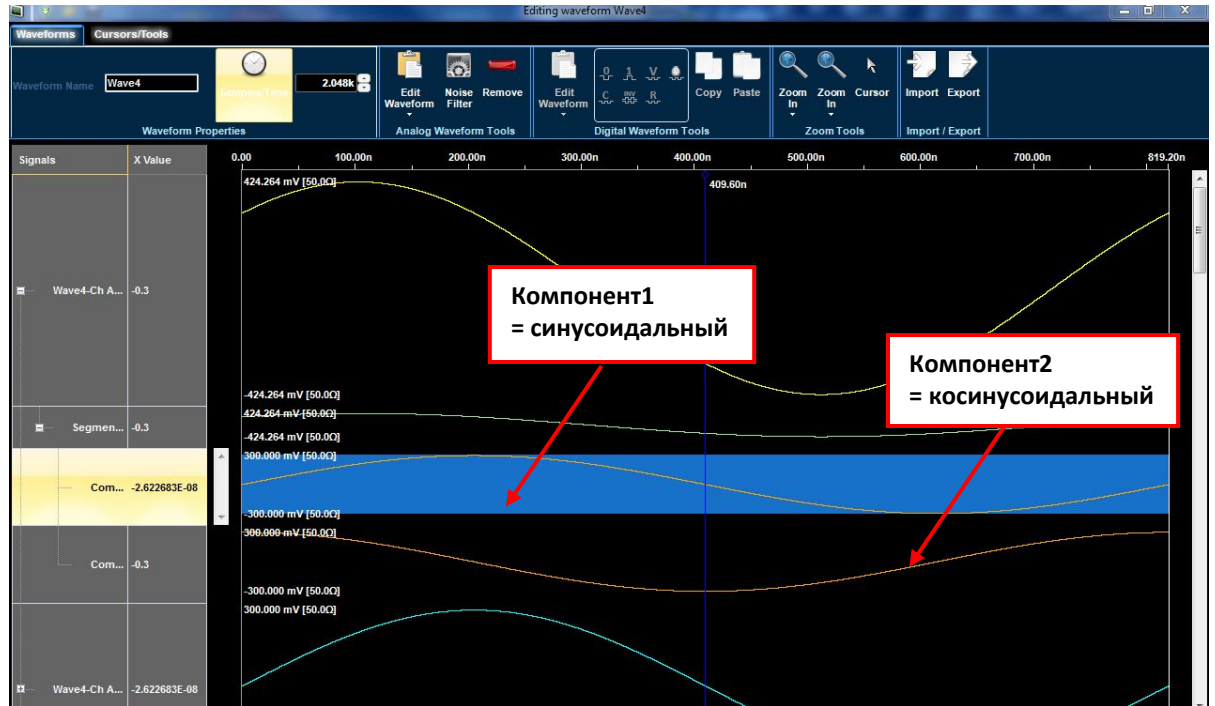 Editing waveform Wave4
Waveforms Cursors/Tools
Waveform Name Wave4 Samples/Time 2.048k
Edit Waveform Noise Filter Remove
Edit Waveform 0 1 V C INV R Copy Paste
Zoom In Zoom In Cursor
Import Export
Waveform Properties Analog Waveform Tools Digital Waveform Tools Zoom Tools Import / Export
Signals X Value 0.00 100.00n 200.00n 300.00n 400.00n 500.00n 600.00n 700.00n 819.20n
424.264 mV [50.0Ω] 409.60n
Wave4-Ch A... -0.3
Компонент1
= синусоидальный
Компонент2
= косинусоидальный
-424.264 mV [50.0Ω]
424.264 mV [50.0Ω]
Segmen... -0.3
-424.264 mV [50.0Ω]
300.000 mV [50.0Ω]
Com... -2.622683E-08
-300.000 mV [50.0Ω]
300.000 mV [50.0Ω]
Com... -0.3
-300.000 mV [50.0Ω]
300.000 mV [50.0Ω]
Wave4-Ch A... -2.622683E-08